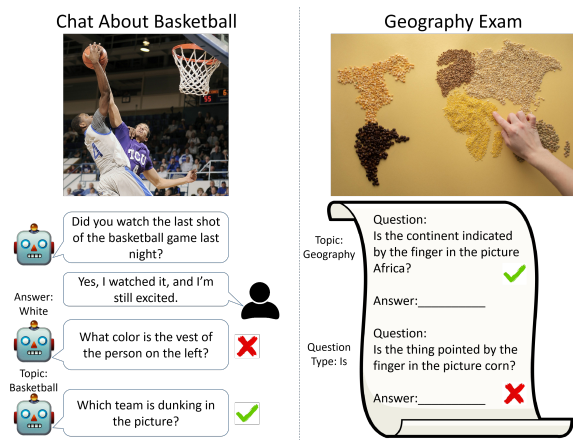 Chat About Basketball
TCU
4
55
6
Did you watch the last shot
of the basketball game last
night?
Yes, I watched it, and I'm
still excited.
Answer:
White
What color is the vest of
the person on the left?
Topic:
Basketball
Which team is dunking in
the picture?
Geography Exam
Topic:
Geography
Question:
Is the continent indicated
by the finger in the picture
Africa?
Answer:__________
Question
Type: Is
Question:
Is the thing pointed by the
finger in the picture corn?
Answer:__________